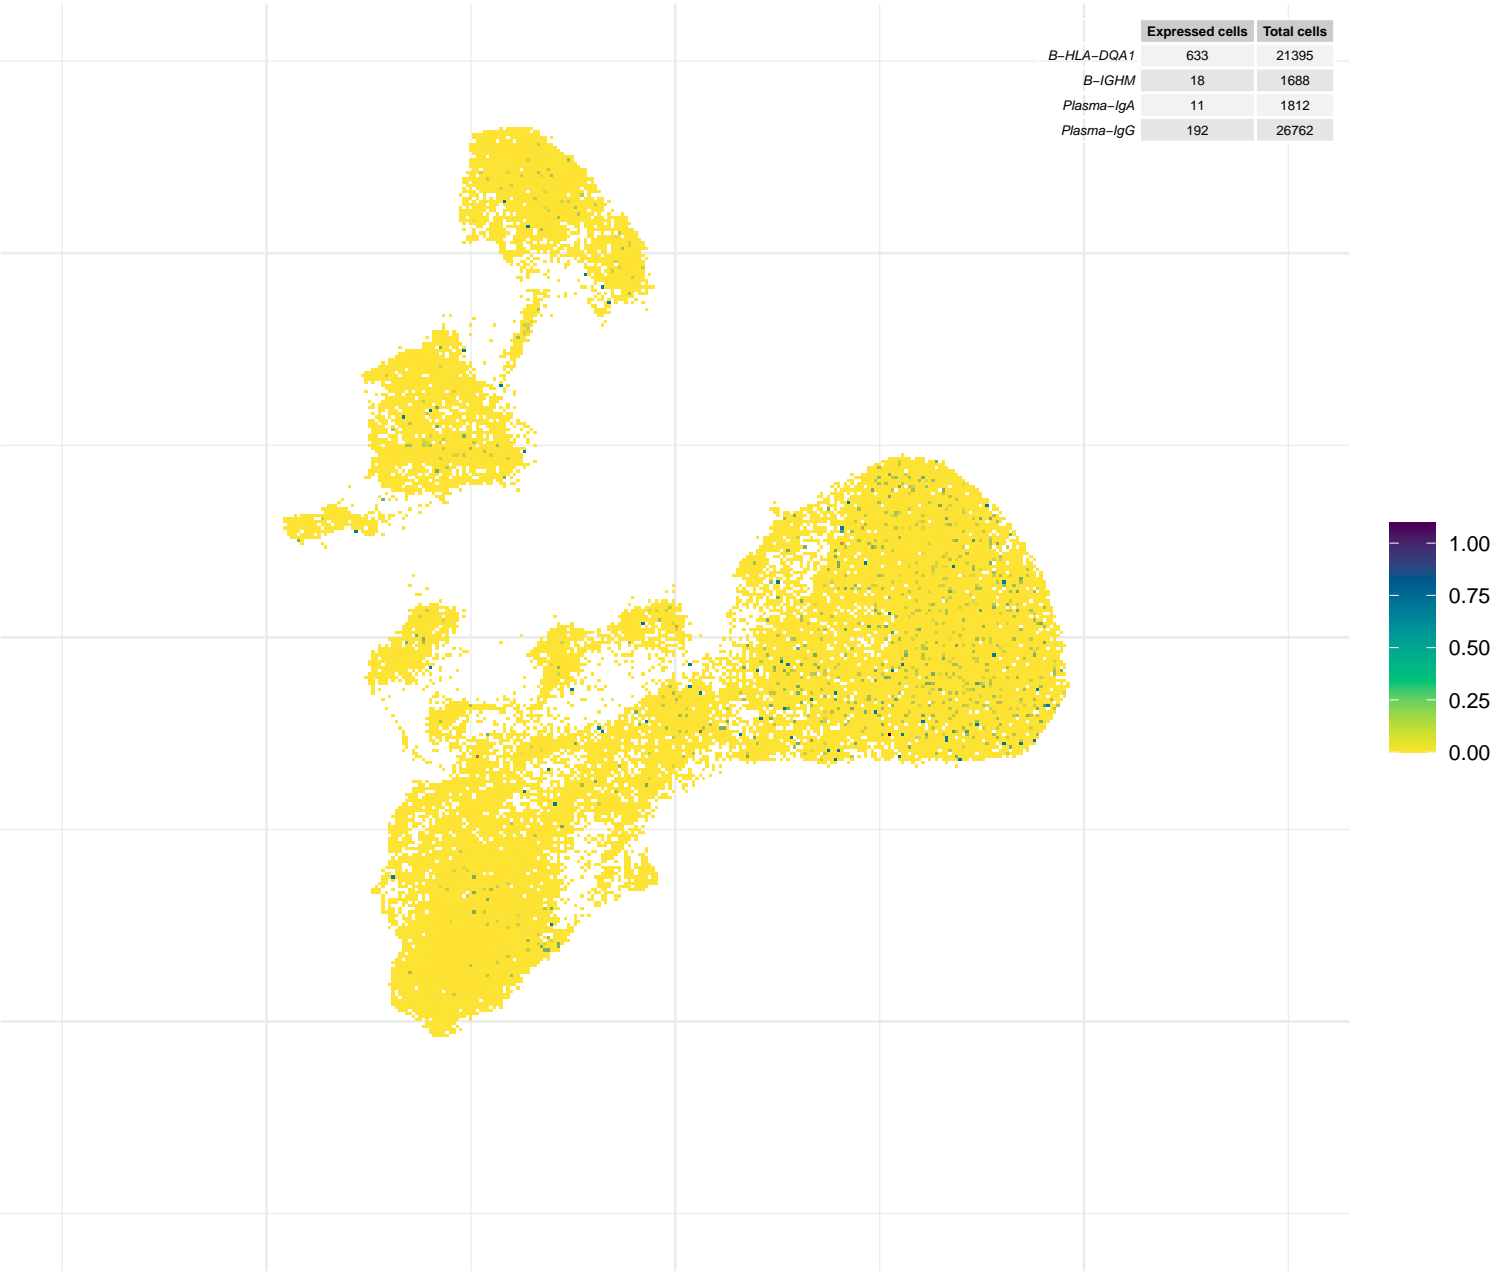 Expressed cells Total cells
B−HLA−DQA1 633 21395
B−IGHM 18 1688
Plasma−IgA 11 1812
Plasma−IgG 192 26762
1.00
0.75
0.50
0.25
0.00